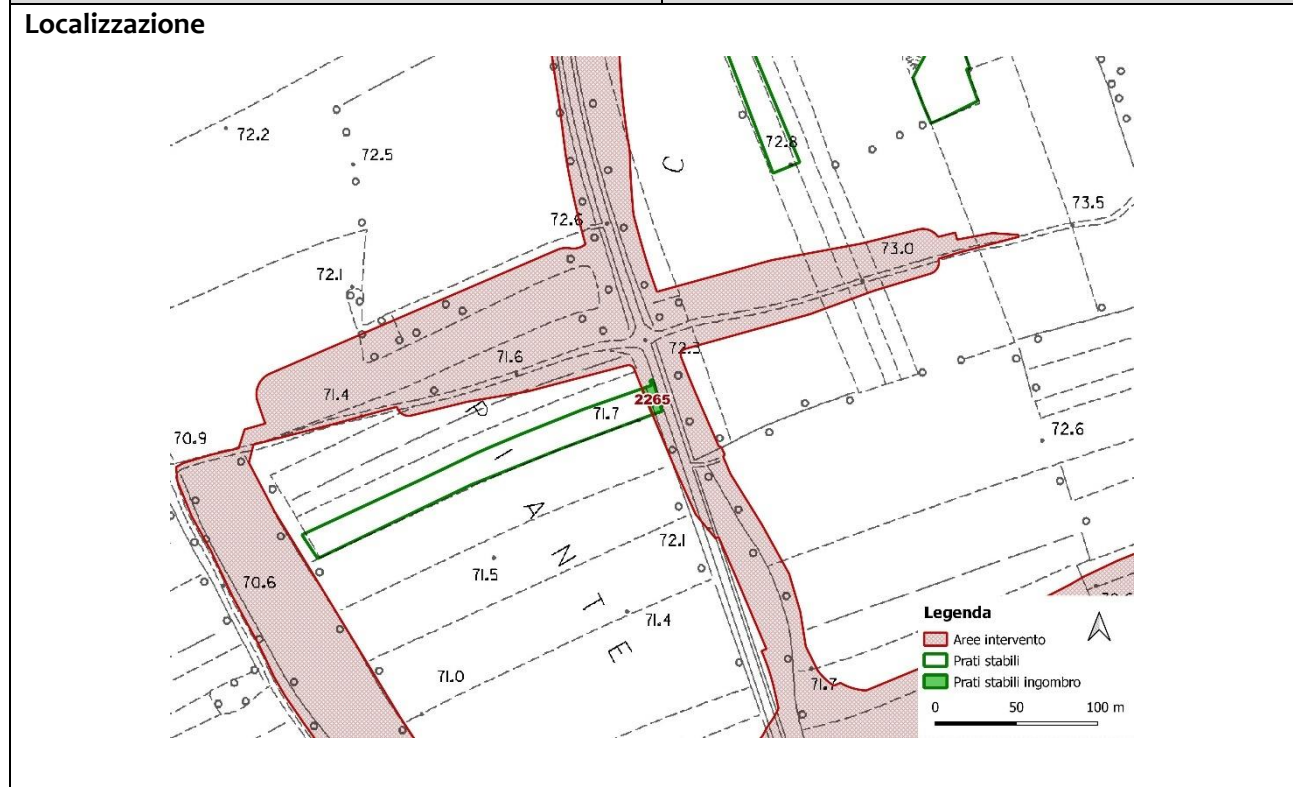 Localizzazione
72.2
72.5
72.8
C
72.6
73.5
73.0
72.1
72.3
71.6
71.4
2265
71.7
P
70.9
72.6
I
A
72.1
N
71.5
70.6
T
71.4
E
71.0
71.7
Legenda
Aree intervento
Prati stabili
Prati stabili ingombro
0 50 100 m